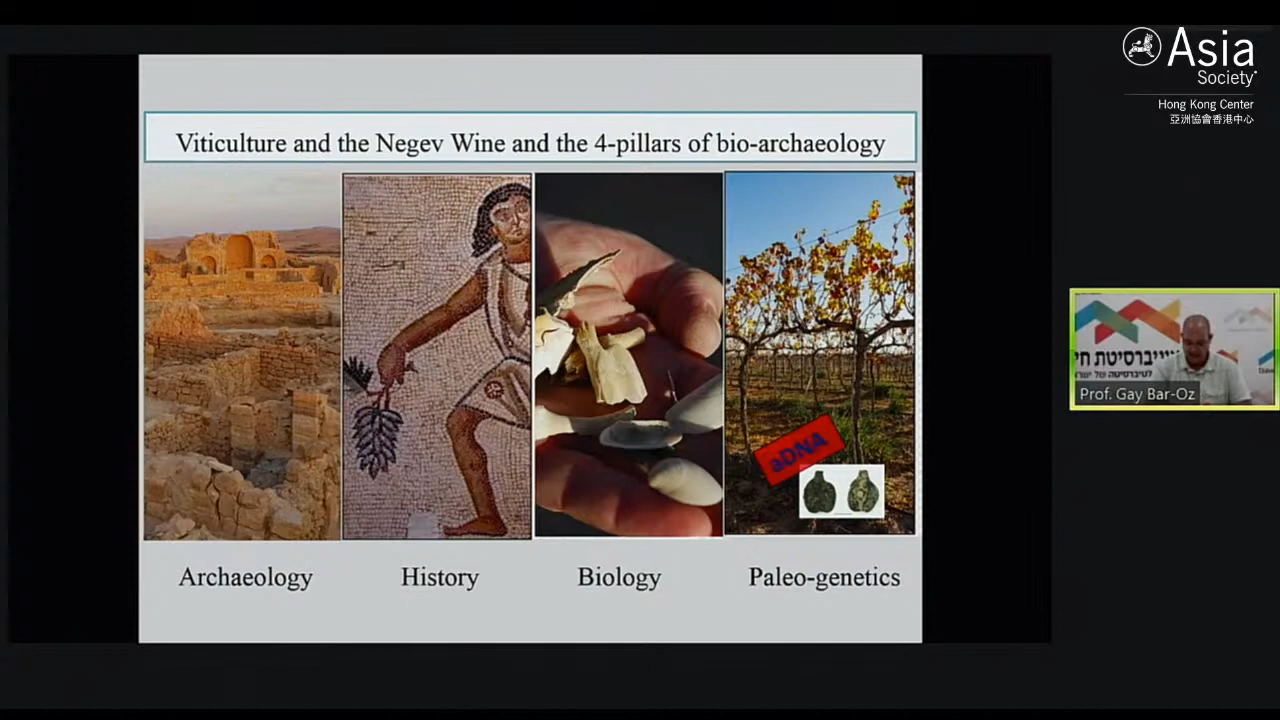 Asia
Society
Hong Kong Center
亞洲協會香港中心
Viticulture and the Negev Wine and the 4-pillars of bio-archaeology
aDNA
Archaeology
History
Biology
Paleo-genetics
Prof. Gay Bar-Oz